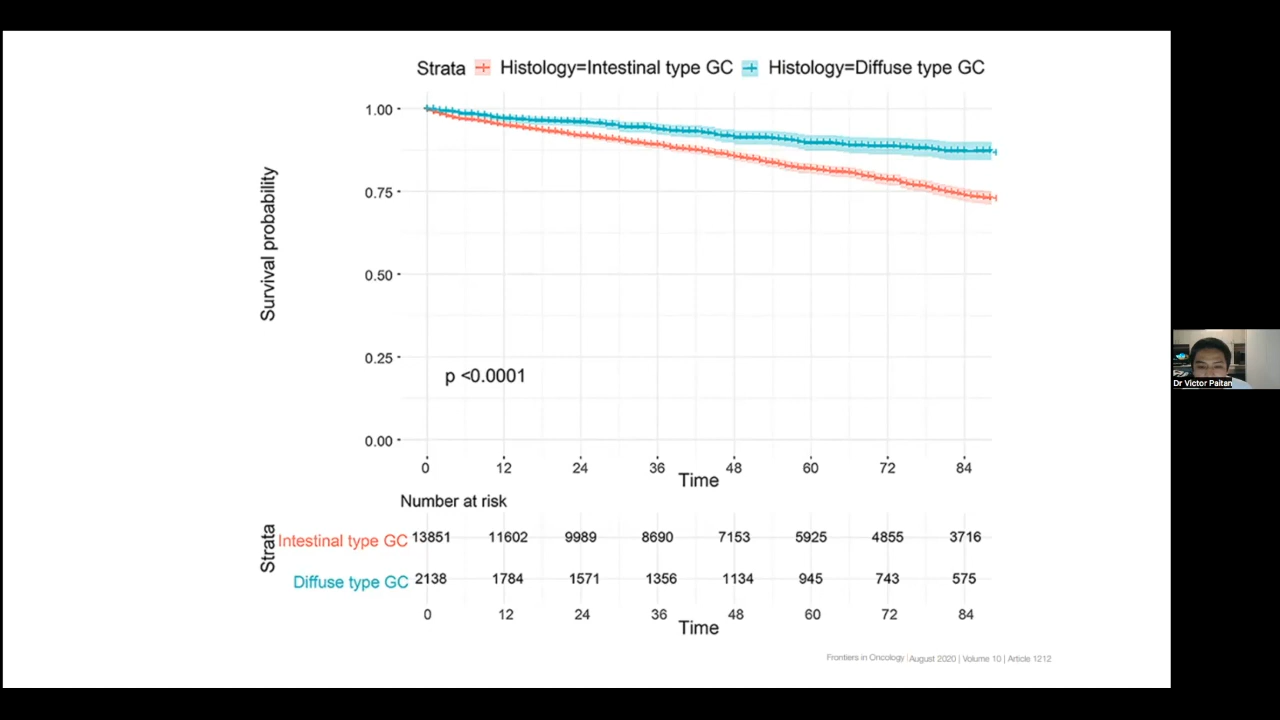 Strata Histology=Intestinal type GC Histology=Diffuse type GC
Survival probability
1.00
0.75
0.50
0.25
0.00
p <0.0001
0 12 24 36 48 60 72 84
Time
Number at risk
Strata
Intestinal type GC 13851 11602 9989 8690 7153 5925 4855 3716
Diffuse type GC 2138 1784 1571 1356 1134 945 743 575
0 12 24 36 48 60 72 84
Time
Frontiers in Oncology | August 2020 | Volume 10 | Article 1212
Dr Victor Paitan